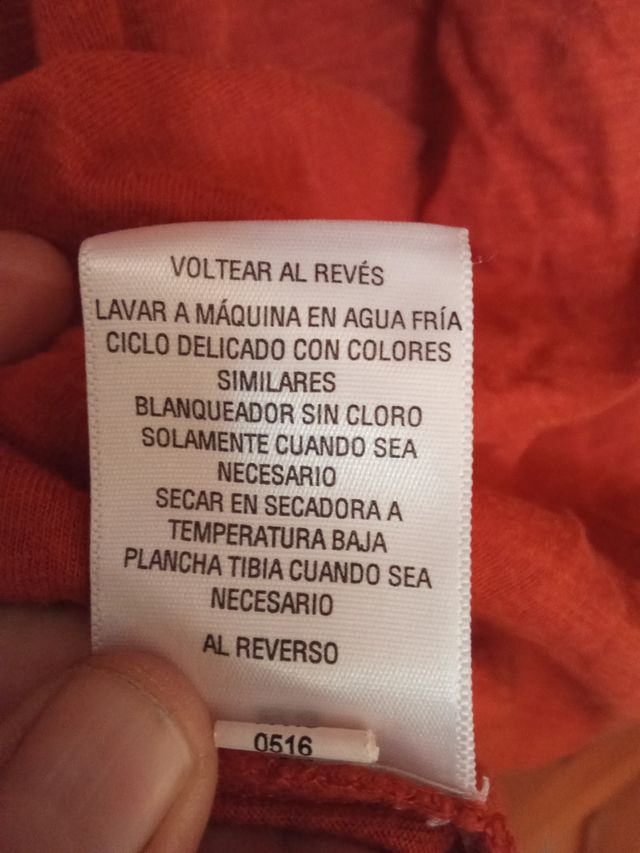 VOLTEAR AL REVÉS
LAVAR A MÁQUINA EN AGUA FRÍA
CICLO DELICADO CON COLORES
SIMILARES
BLANQUEADOR SIN CLORO
SOLAMENTE CUANDO SEA
NECESARIO
SECAR EN SECADORA A
TEMPERATURA BAJA
PLANCHA TIBIA CUANDO SEA
NECESARIO
AL REVERSO
0516